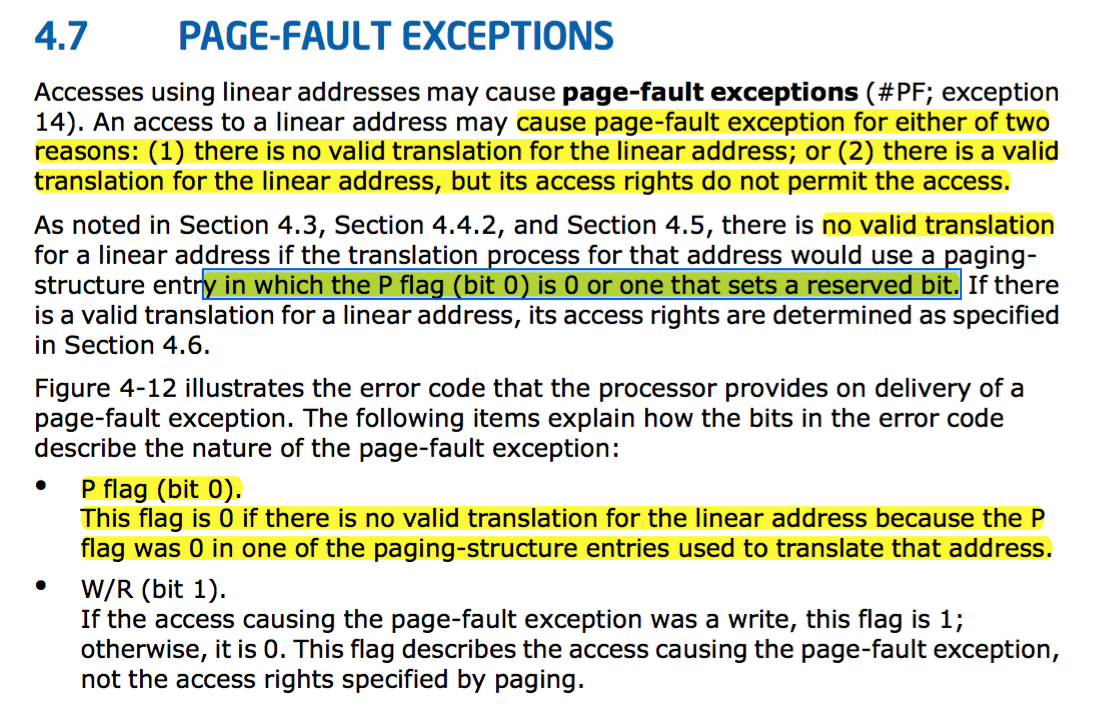 4.7 PAGE-FAULT EXCEPTIONS
Accesses using linear addresses may cause page-fault exceptions (#PF; exception
14). An access to a linear address may cause page-fault exception for either of two
reasons: (1) there is no valid translation for the linear address; or (2) there is a valid
translation for the linear address, but its access rights do not permit the access.
As noted in Section 4.3, Section 4.4.2, and Section 4.5, there is no valid translation
for a linear address if the translation process for that address would use a paging-
structure entry in which the P flag (bit 0) is 0 or one that sets a reserved bit. If there
is a valid translation for a linear address, its access rights are determined as specified
in Section 4.6.
Figure 4-12 illustrates the error code that the processor provides on delivery of a
page-fault exception. The following items explain how the bits in the error code
describe the nature of the page-fault exception:
• P flag (bit 0).
This flag is 0 if there is no valid translation for the linear address because the P
flag was 0 in one of the paging-structure entries used to translate that address.
• W/R (bit 1).
If the access causing the page-fault exception was a write, this flag is 1;
otherwise, it is 0. This flag describes the access causing the page-fault exception,
not the access rights specified by paging.